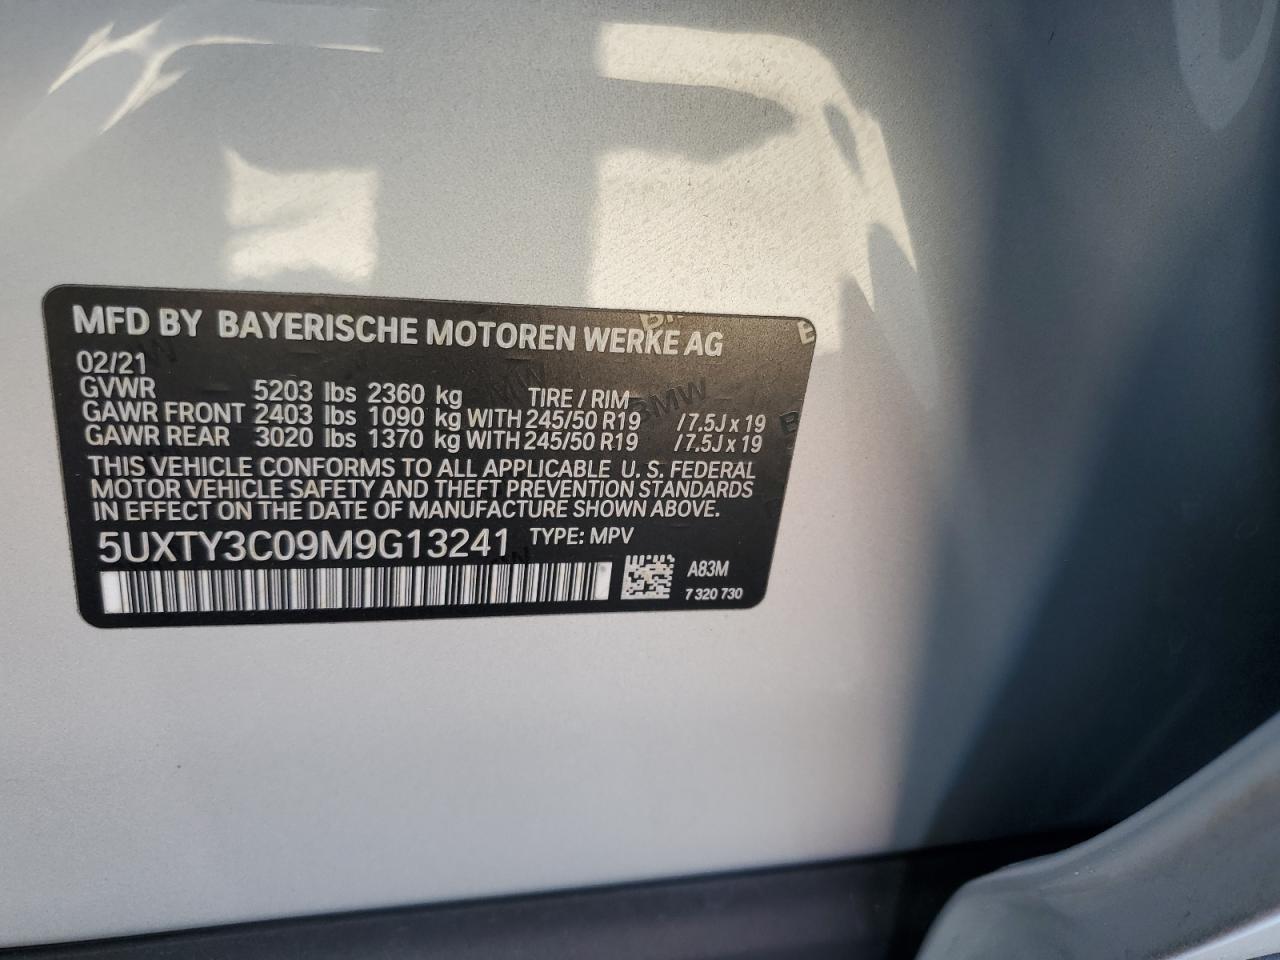 MFD BY BAYERISCHE MOTOREN WERKE AG
02/21
GVWR 5203 lbs 2360 kg TIRE / RIM
GAWR FRONT 2403 lbs 1090 kg WITH 245/50 R19 /7.5J x 19
GAWR REAR 3020 lbs 1370 kg WITH 245/50 R19 /7.5J x 19
THIS VEHICLE CONFORMS TO ALL APPLICABLE U. S. FEDERAL
MOTOR VEHICLE SAFETY AND THEFT PREVENTION STANDARDS
IN EFFECT ON THE DATE OF MANUFACTURE SHOWN ABOVE.
5UXTY3C09M9G13241 TYPE: MPV
A83M
7 320 730
BMW